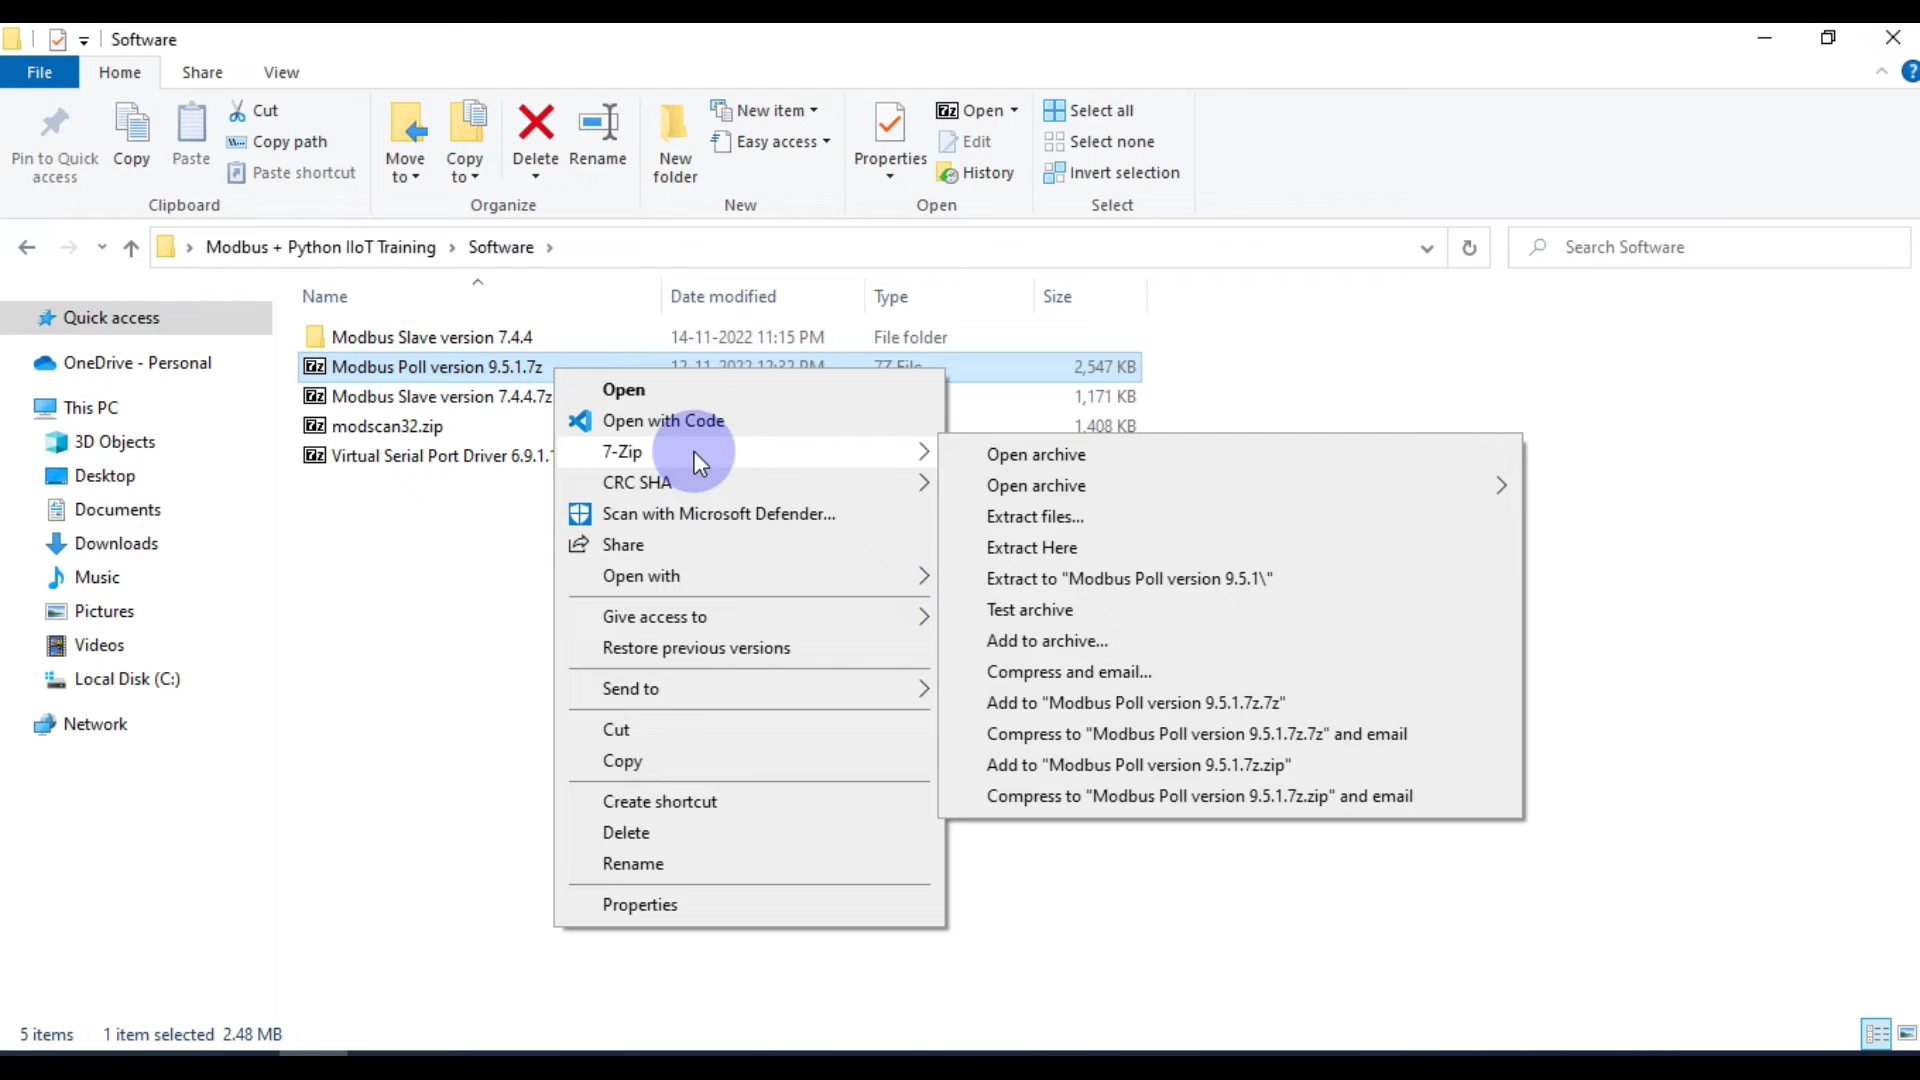 Software
File Home Share View
Pin to Quick access
Copy
Paste
Cut
Copy path
Paste shortcut
Clipboard
Move to
Copy to
Delete
Rename
Organize
New folder
New item
Easy access
New
Properties
Open
Edit
History
Open
Select all
Select none
Invert selection
Select
Modbus + Python IIoT Training > Software >
Search Software
Quick access
OneDrive - Personal
This PC
3D Objects
Desktop
Documents
Downloads
Music
Pictures
Videos
Local Disk (C:)
Network
Name Date modified Type Size
Modbus Slave version 7.4.4 14-11-2022 11:15 PM File folder
Modbus Poll version 9.5.1.7z 12-11-2022 12:32 PM 7Z File 2,547 KB
Modbus Slave version 7.4.4.7z 1,171 KB
modscan32.zip 1,408 KB
Virtual Serial Port Driver 6.9.1.
Open
Open with Code
7-Zip
CRC SHA
Scan with Microsoft Defender...
Share
Open with
Give access to
Restore previous versions
Send to
Cut
Copy
Create shortcut
Delete
Rename
Properties
Open archive
Open archive
Extract files...
Extract Here
Extract to "Modbus Poll version 9.5.1\"
Test archive
Add to archive...
Compress and email...
Add to "Modbus Poll version 9.5.1.7z.7z"
Compress to "Modbus Poll version 9.5.1.7z.7z" and email
Add to "Modbus Poll version 9.5.1.7z.zip"
Compress to "Modbus Poll version 9.5.1.7z.zip" and email
5 items 1 item selected 2.48 MB